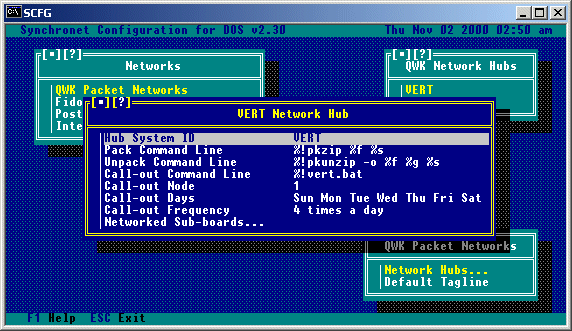 SCFG
Synchronet Configuration for DOS v2.30 Thu Nov 02 2000 02:50 am
[■][?]
Networks
QWK Packet Networks
Fido
Post
Inte
[■][?]
QWK Network Hubs
VERT
[■][?]
VERT Network Hub
Hub System ID VERT
Pack Command Line %!pkzip %f %s
Unpack Command Line %!pkunzip -o %f %g %s
Call-out Command Line %!vert.bat
Call-out Node 1
Call-out Days Sun Mon Tue Wed Thu Fri Sat
Call-out Frequency 4 times a day
Networked Sub-boards...
QWK Packet Networks
Network Hubs...
Default Tagline
F1 Help ESC Exit